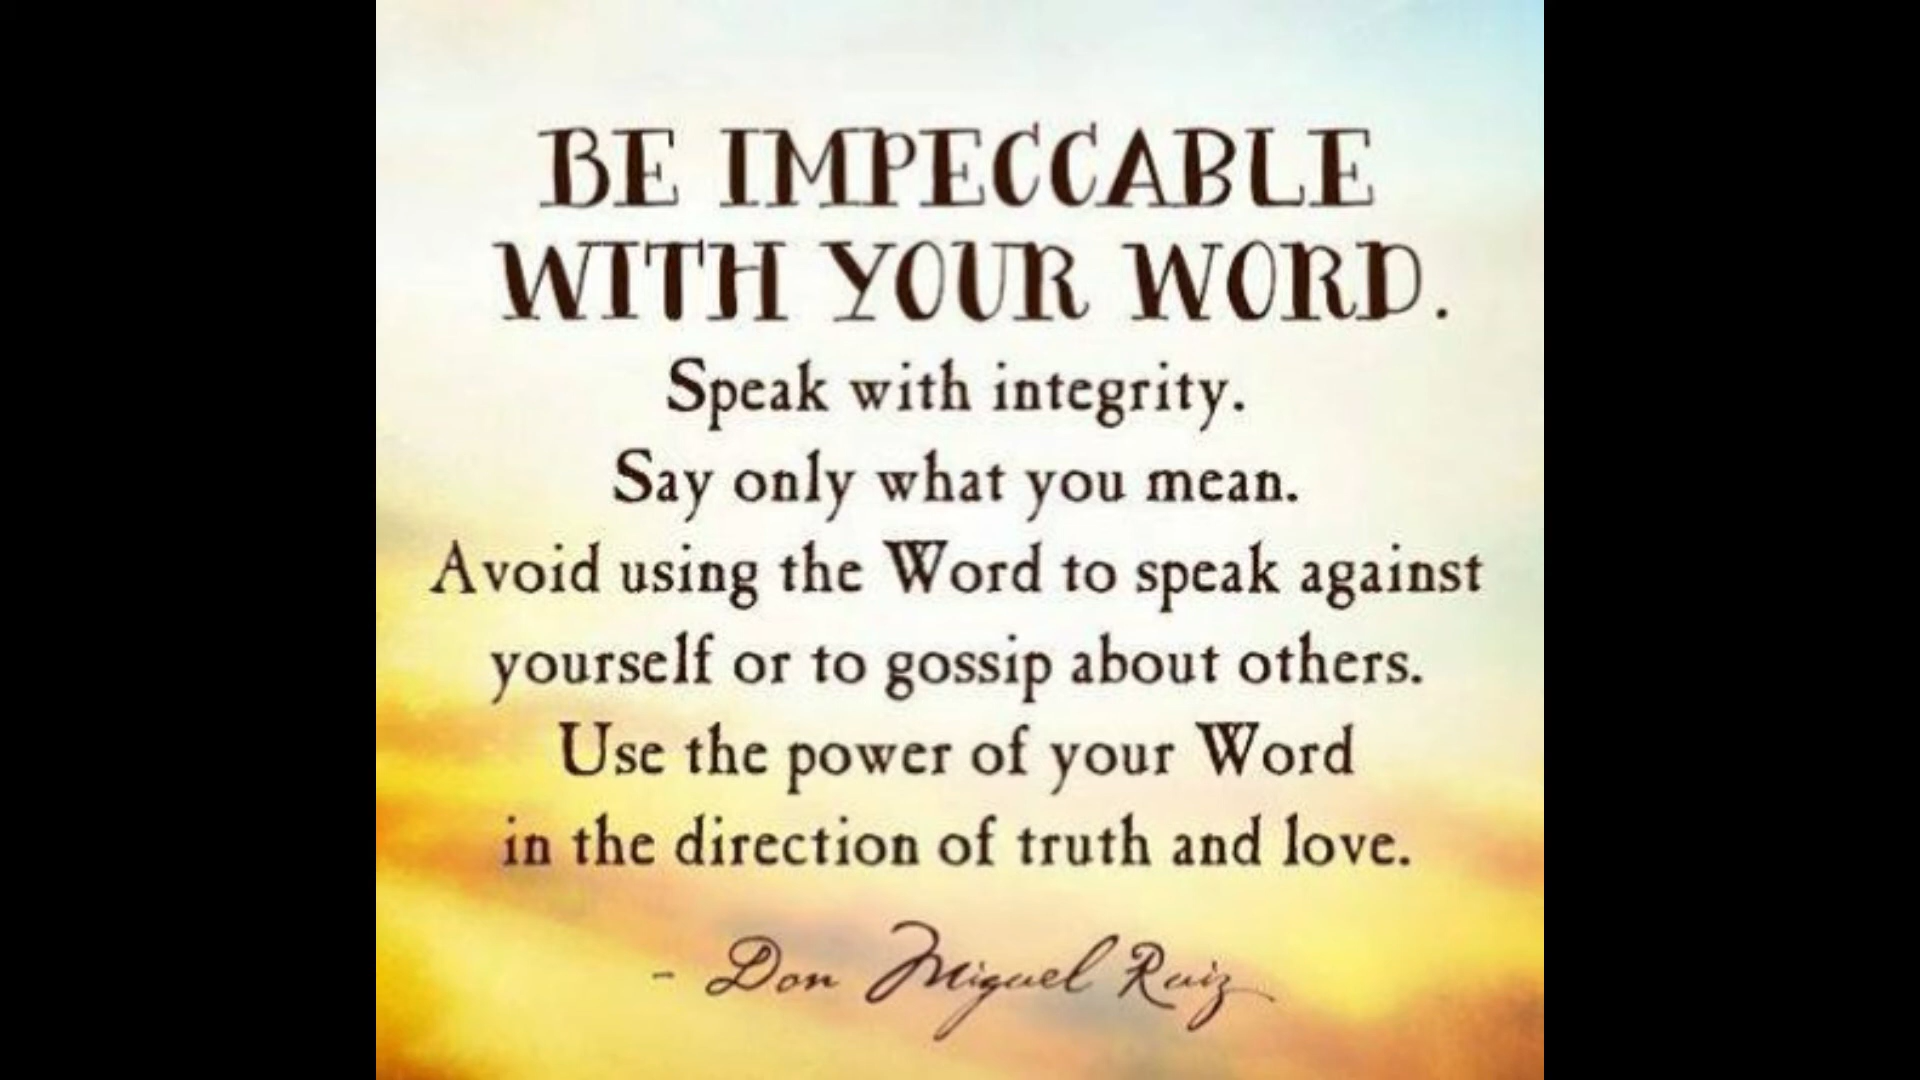 BE IMPECCABLE
WITH YOUR WORD.
Speak with integrity.
Say only what you mean.
Avoid using the Word to speak against
yourself or to gossip about others.
Use the power of your Word
in the direction of truth and love.
- Don Miguel Ruiz